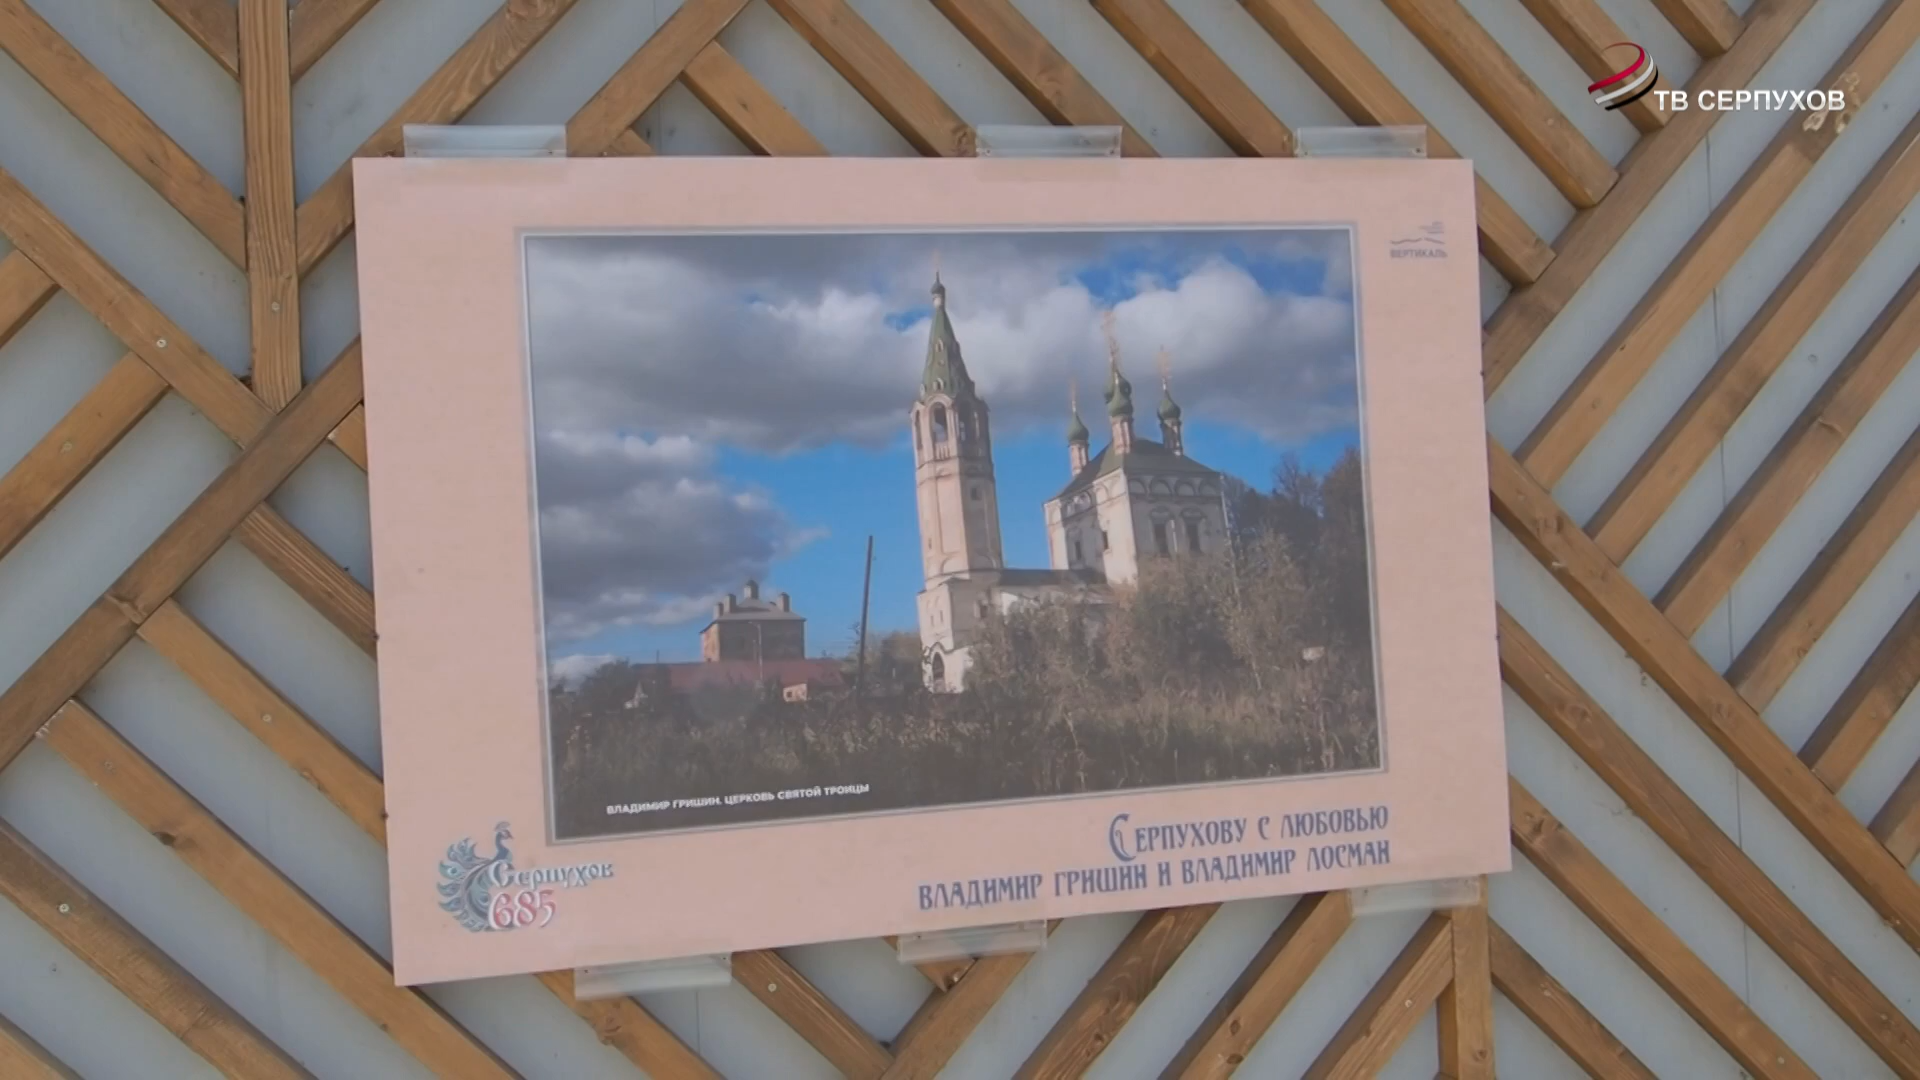 ТВ СЕРПУХОВ
ВЕРТИКАЛЬ
ВЛАДИМИР ГРИШИН. ЦЕРКОВЬ СВЯТОЙ ТРОИЦЫ
СЕРПУХОВУ С ЛЮБОВЬЮ
ВЛАДИМИР ГРИШИН И ВЛАДИМИР ЛОСМАН
Серпухов
685